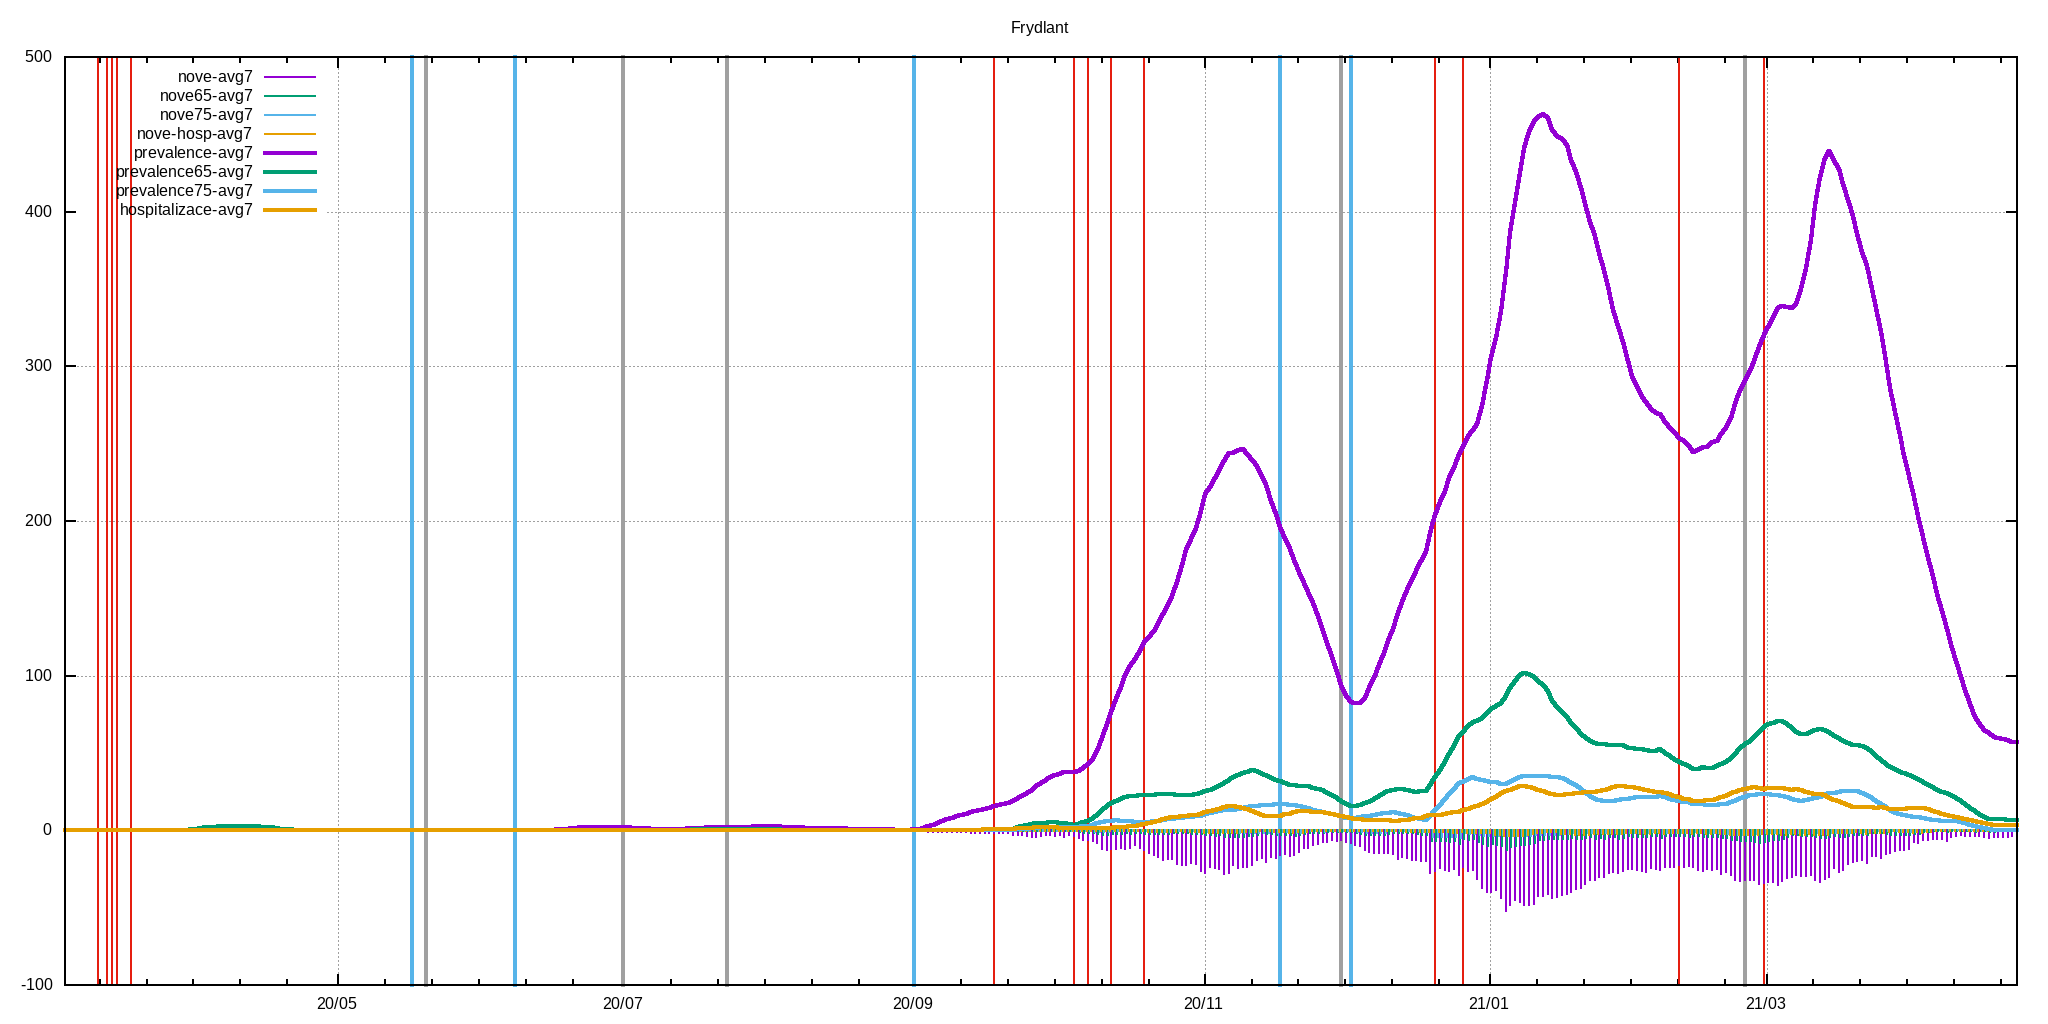 Frydlant
500
400
300
200
100
0
-100
nove-avg7
nove65-avg7
nove75-avg7
nove-hosp-avg7
prevalence-avg7
prevalence65-avg7
prevalence75-avg7
hospitalizace-avg7
20/05 20/07 20/09 20/11 21/01 21/03